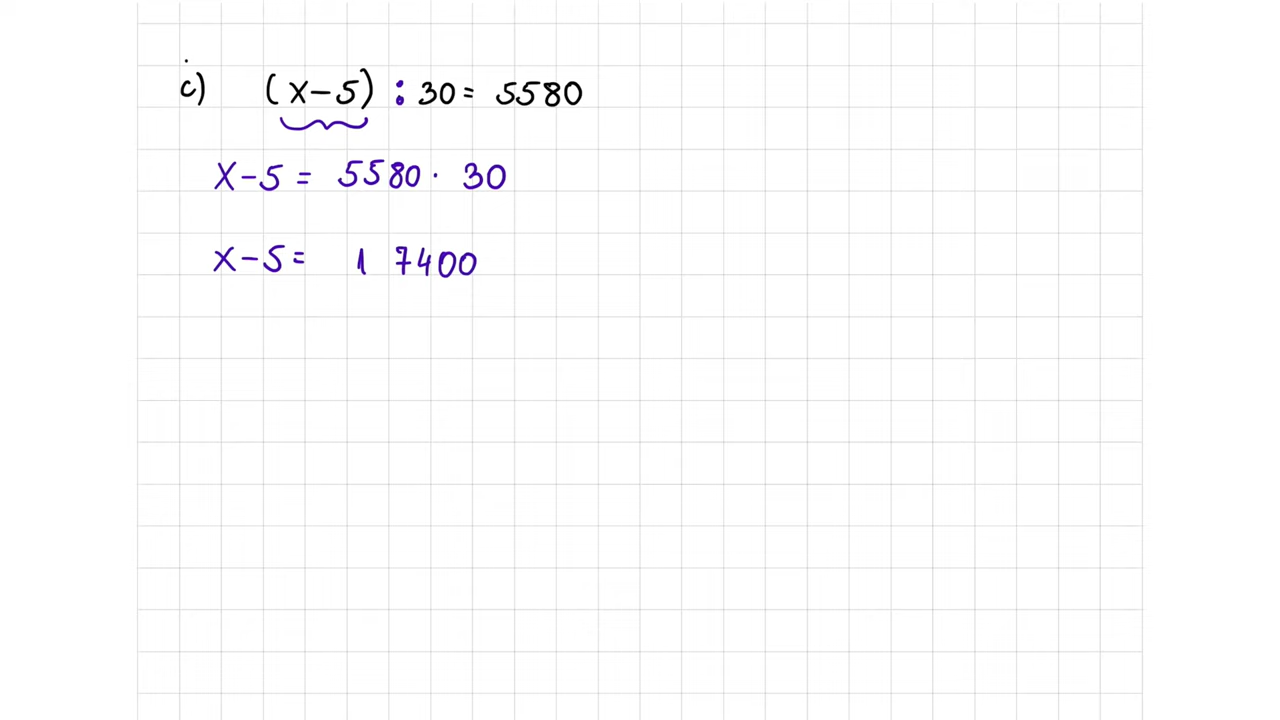 c) (x-5) : 30 = 5580
x-5 = 5580 · 30
x-5 = 1 7400